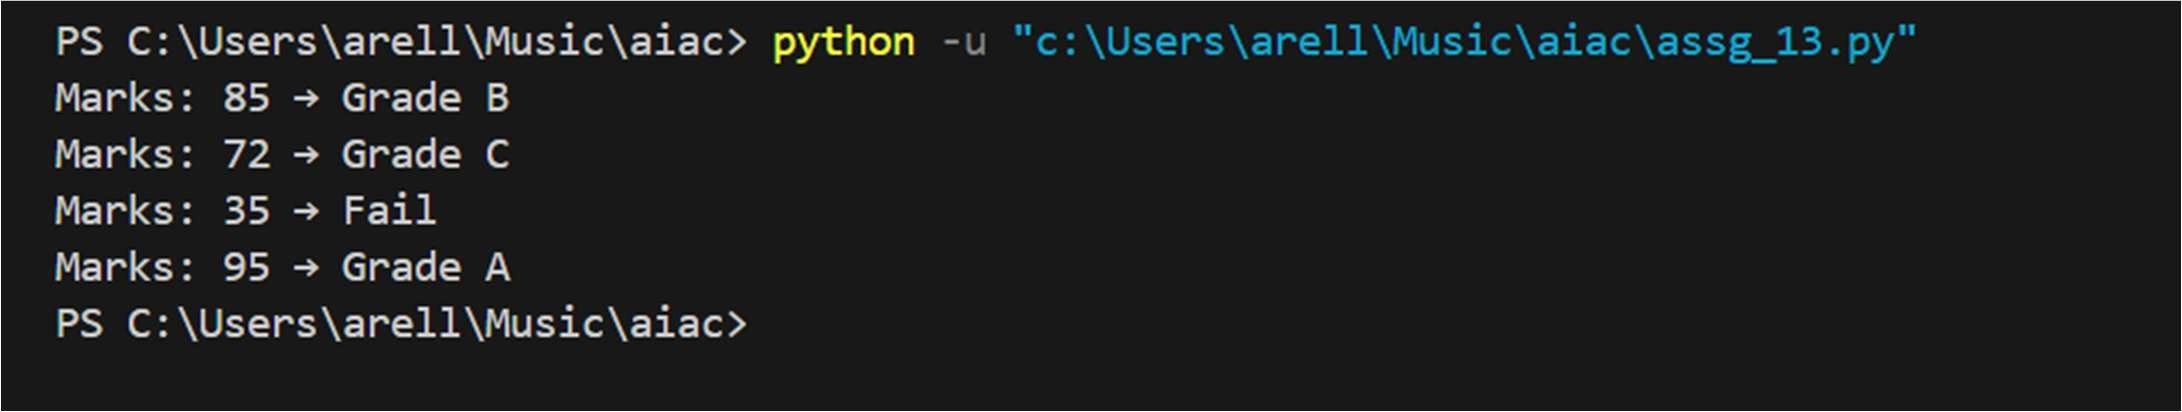 PS C:\Users\arell\Music\aiac> python -u "c:\Users\arell\Music\aiac\assg_13.py"
Marks: 85 → Grade B
Marks: 72 → Grade C
Marks: 35 → Fail
Marks: 95 → Grade A
PS C:\Users\arell\Music\aiac>